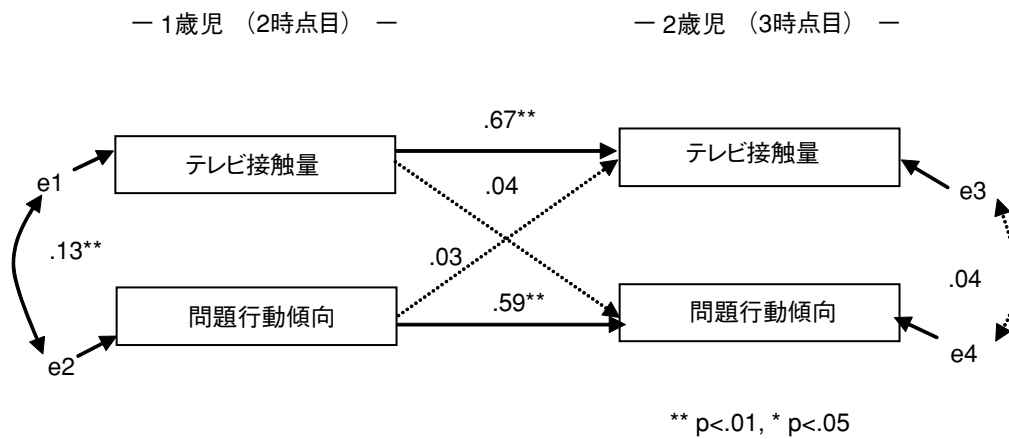 ― 1歳児 （2時点目） ―
― 2歳児 （3時点目） ―
.67**
テレビ接触量
テレビ接触量
e1
.04
e3
.13**
.03
.04
.59**
問題行動傾向
問題行動傾向
e2
e4
** p<.01, * p<.05